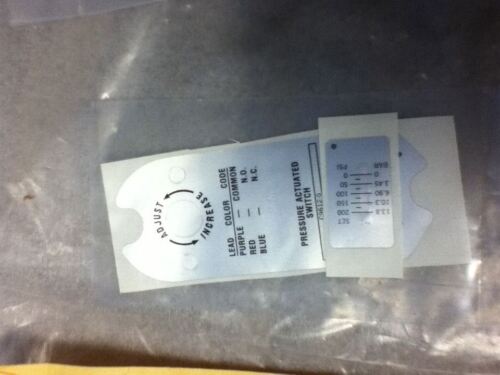 ADJUST
INCREASE
LEAD COLOR CODE
PURPLE — COMMON
RED — N.O.
BLUE — N.C.
PRESSURE ACTUATED
SWITCH
SET
13.8 200
10.3 150
6.90 100
3.45 50
0 0
BAR PSI